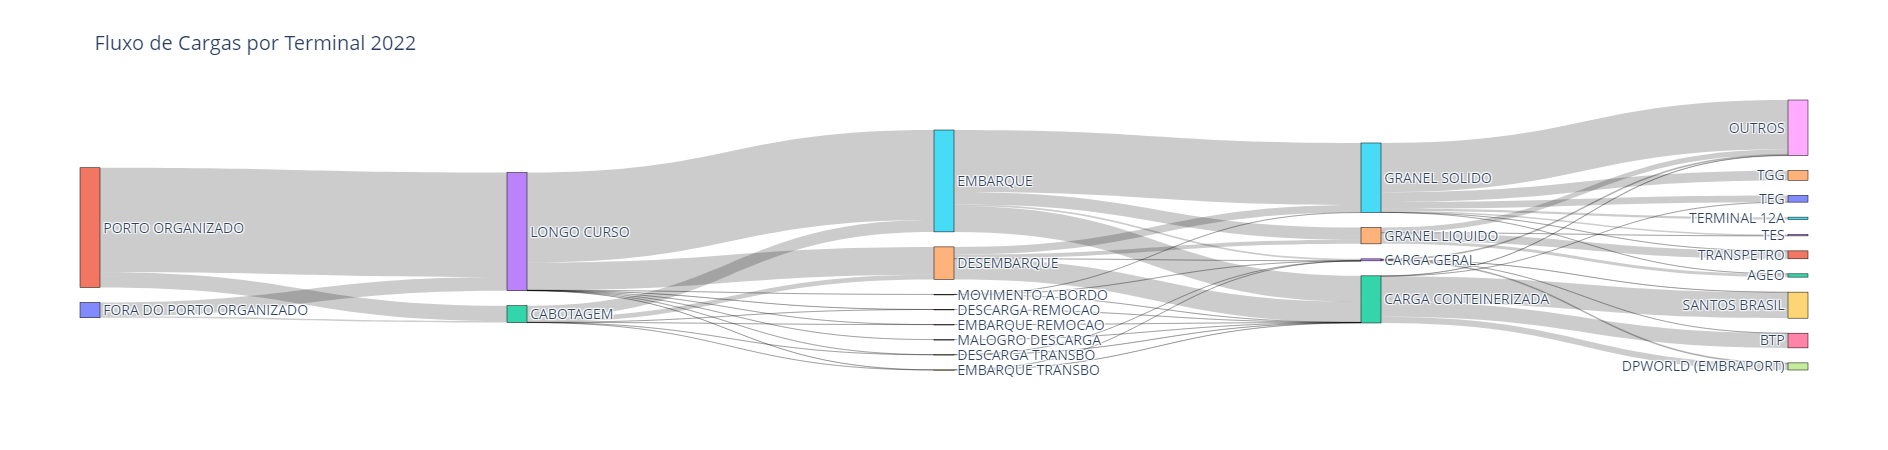 Fluxo de Cargas por Terminal 2022
PORTO ORGANIZADO
FORA DO PORTO ORGANIZADO
LONGO CURSO
CABOTAGEM
EMBARQUE
DESEMBARQUE
MOVIMENTO A BORDO
DESCARGA REMOCAO
EMBARQUE REMOCAO
MALOGRO DESCARGA
DESCARGA TRANSBO
EMBARQUE TRANSBO
GRANEL SOLIDO
GRANEL LIQUIDO
CARGA GERAL
CARGA CONTEINERIZADA
OUTROS
TGG
TEG
TERMINAL 12A
TES
TRANSPETRO
AGEO
SANTOS BRASIL
BTP
DPWORLD (EMBRAPORT)